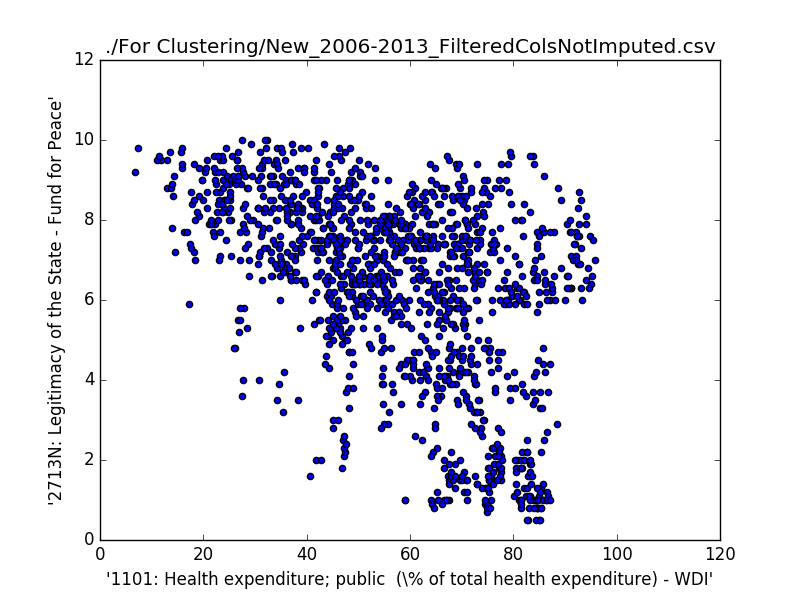 ./For Clustering/New_2006-2013_FilteredColsNotImputed.csv
12
10
8
6
4
2
0
'2713N: Legitimacy of the State - Fund for Peace'
0 20 40 60 80 100 120
'1101: Health expenditure; public  (\% of total health expenditure) - WDI'